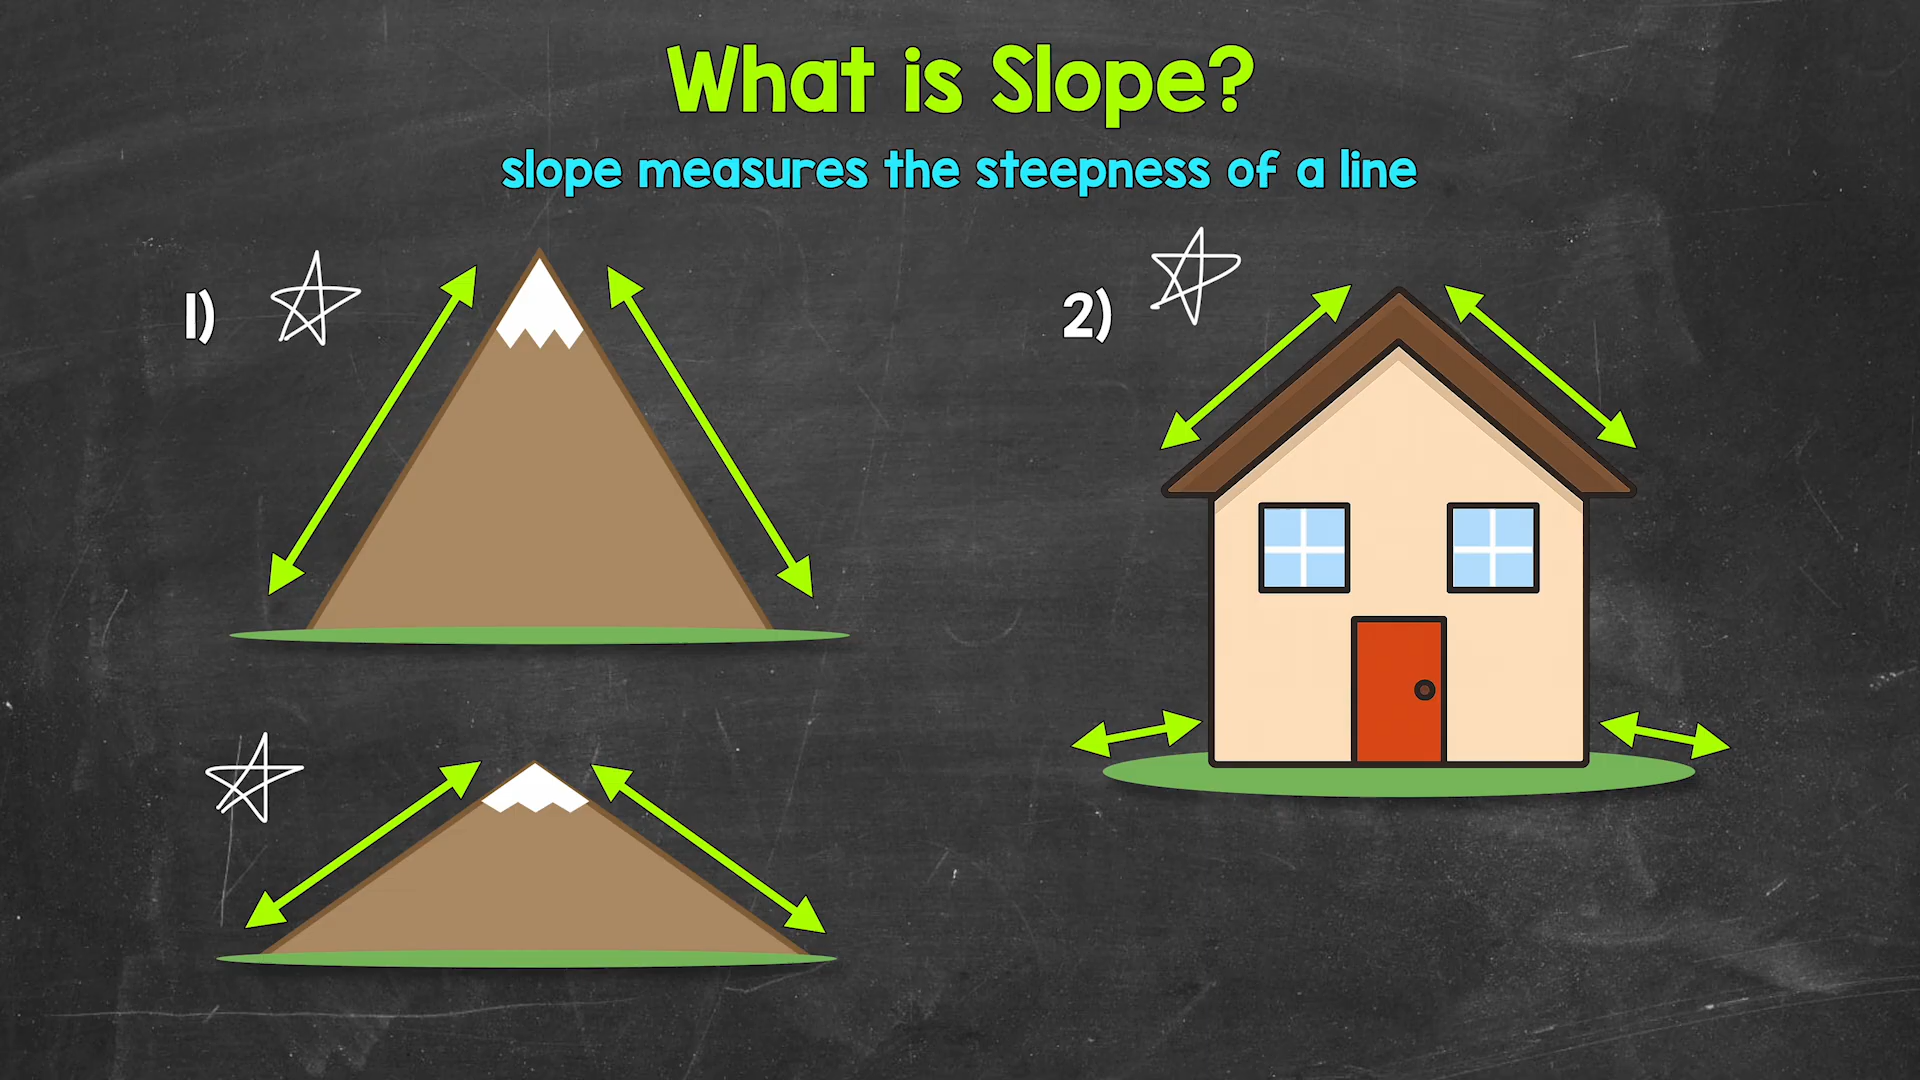 What is Slope?
slope measures the steepness of a line
1)
2)